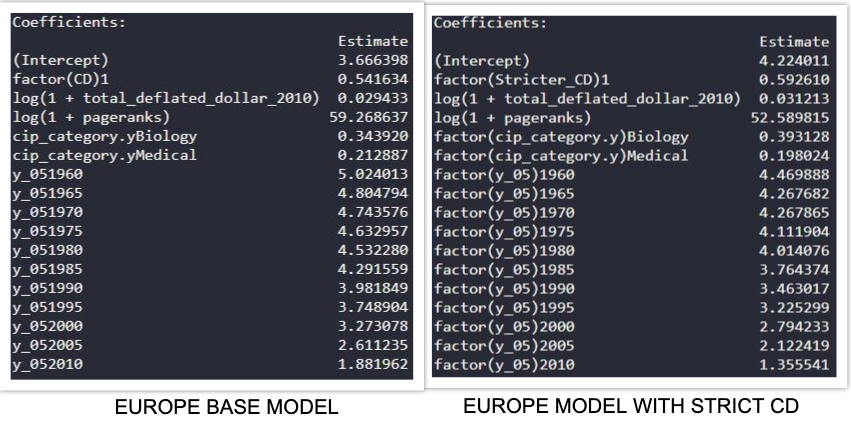 Coefficients:
Estimate
(Intercept) 3.666398
factor(CD)1 0.541634
log(1 + total_deflated_dollar_2010) 0.029433
log(1 + pageranks) 59.268637
cip_category.yBiology 0.343920
cip_category.yMedical 0.212887
y_051960 5.024013
y_051965 4.804794
y_051970 4.743576
y_051975 4.632957
y_051980 4.532280
y_051985 4.291559
y_051990 3.981849
y_051995 3.748904
y_052000 3.273078
y_052005 2.611235
y_052010 1.881962
EUROPE BASE MODEL
Coefficients:
Estimate
(Intercept) 4.224011
factor(Stricter_CD)1 0.592610
log(1 + total_deflated_dollar_2010) 0.031213
log(1 + pageranks) 52.589815
factor(cip_category.y)Biology 0.393128
factor(cip_category.y)Medical 0.198024
factor(y_05)1960 4.469888
factor(y_05)1965 4.267682
factor(y_05)1970 4.267865
factor(y_05)1975 4.111904
factor(y_05)1980 4.014076
factor(y_05)1985 3.764374
factor(y_05)1990 3.463017
factor(y_05)1995 3.225299
factor(y_05)2000 2.794233
factor(y_05)2005 2.122419
factor(y_05)2010 1.355541
EUROPE MODEL WITH STRICT CD